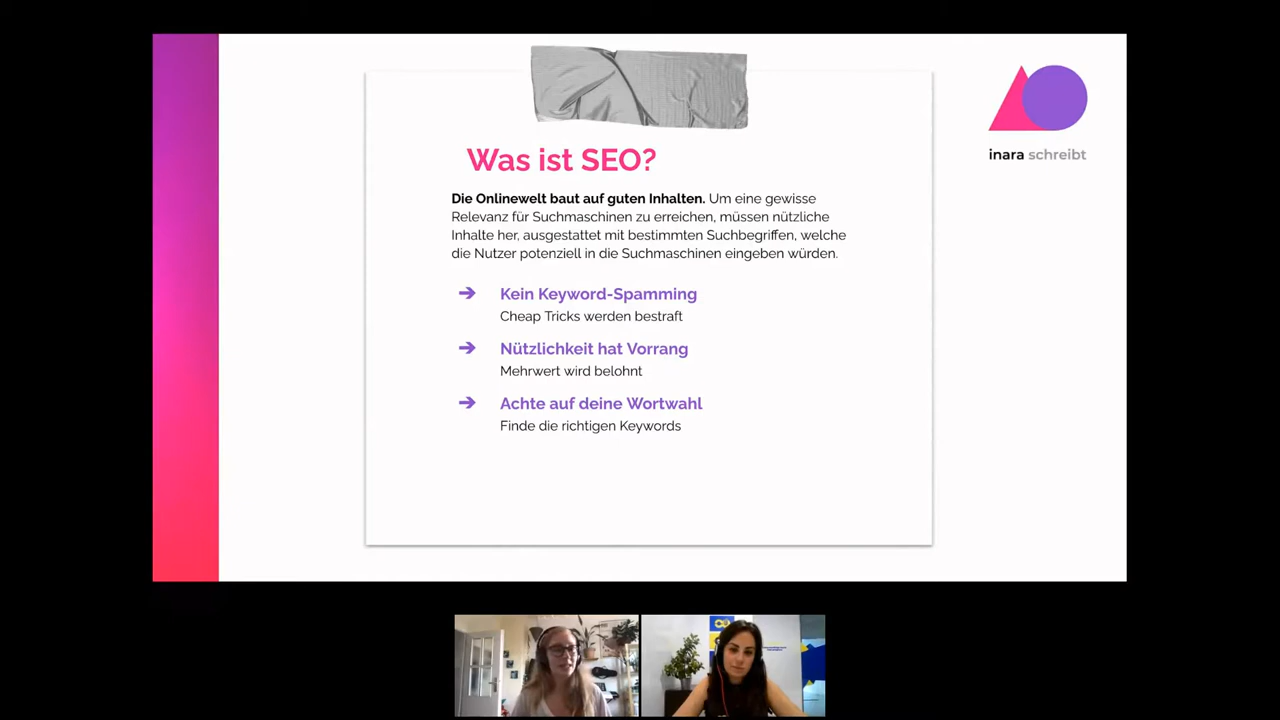 Was ist SEO?
inara schreibt
Die Onlinewelt baut auf guten Inhalten. Um eine gewisse
Relevanz für Suchmaschinen zu erreichen, müssen nützliche
Inhalte her, ausgestattet mit bestimmten Suchbegriffen, welche
die Nutzer potenziell in die Suchmaschinen eingeben würden.
➔ Kein Keyword-Spamming
Cheap Tricks werden bestraft
➔ Nützlichkeit hat Vorrang
Mehrwert wird belohnt
➔ Achte auf deine Wortwahl
Finde die richtigen Keywords